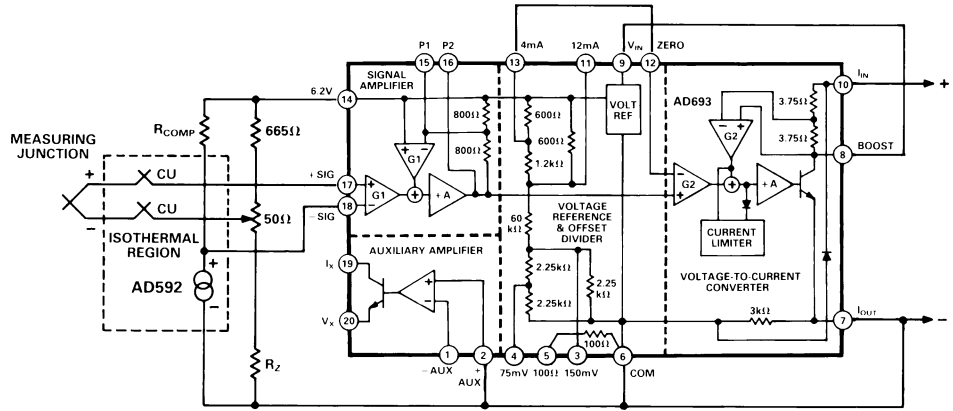 4mA 12mA VIN ZERO
P1 P2
15 16 13 11 9 12
SIGNAL
AMPLIFIER
IIN
10 +
6.2V 14
VOLT
REF
AD693
3.75Ω
3.75Ω
800Ω
800Ω
600Ω
600Ω
1.2kΩ
RCOMP
665Ω
MEASURING
JUNCTION
G1
G2
BOOST
8
+ CU
+ SIG
17 + G1 + + A
− G2 + + A
− CU
− SIG
18 −
50Ω
ISOTHERMAL
REGION
+
AD592
−
60
kΩ
VOLTAGE
REFERENCE
& OFFSET
DIVIDER
CURRENT
LIMITER
AUXILIARY AMPLIFIER
IX
19
+
−
2.25kΩ
2.25
kΩ
2.25kΩ
VOLTAGE-TO-CURRENT
CONVERTER
VX
20
3kΩ
IOUT
7 −
100Ω
RZ
1 2 4 5 3 6
− AUX + AUX 75mV 100Ω 150mV COM